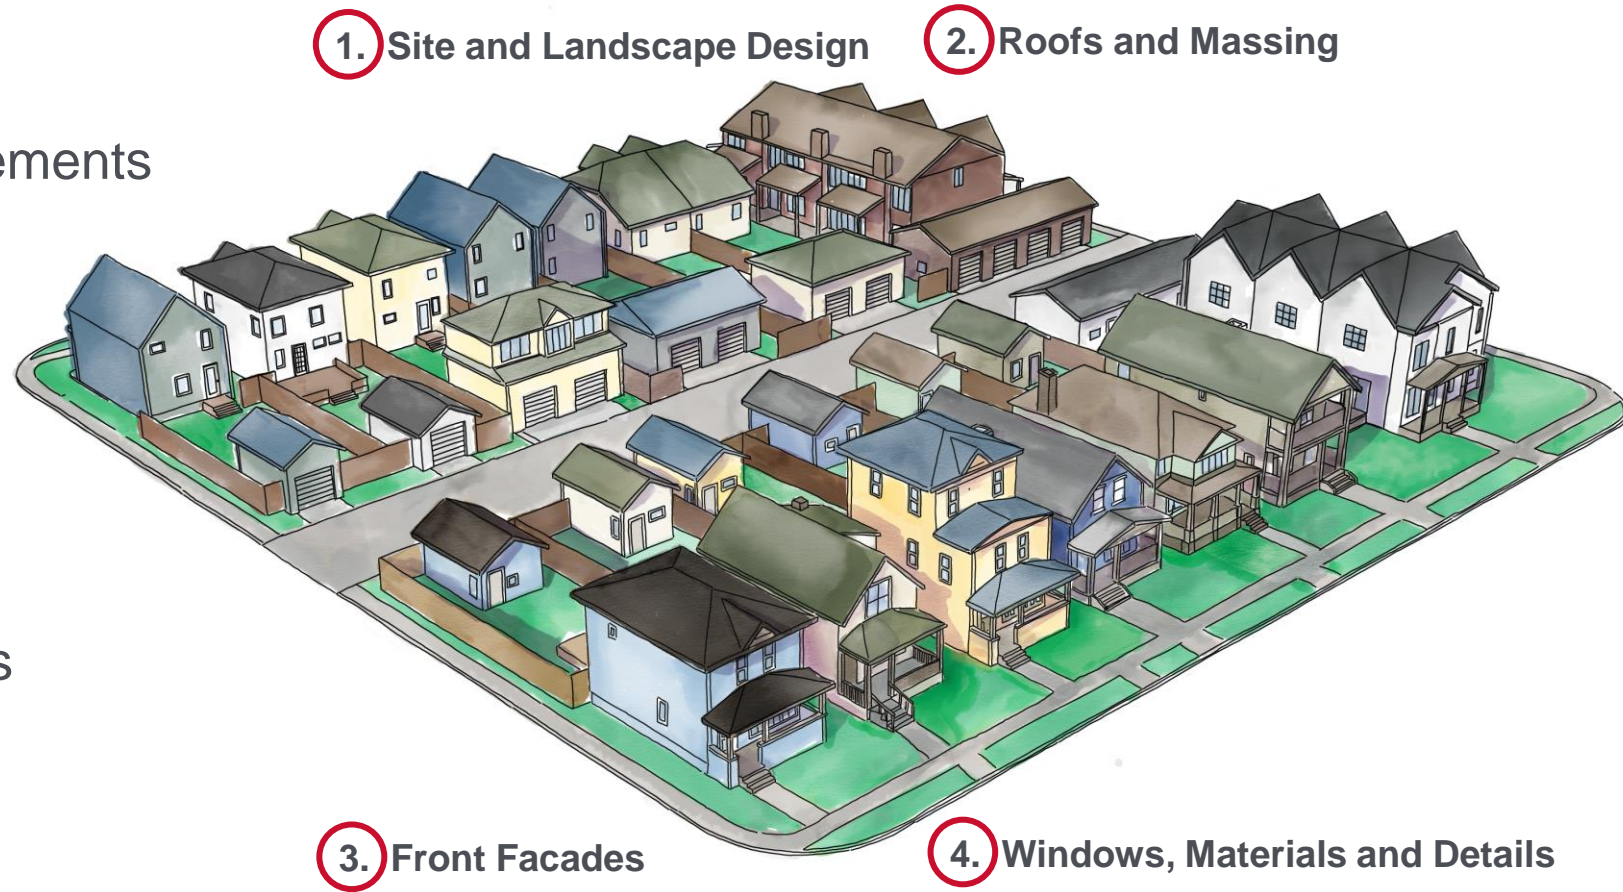 1. Site and Landscape Design
2. Roofs and Massing
ements
s
3. Front Facades
4. Windows, Materials and Details